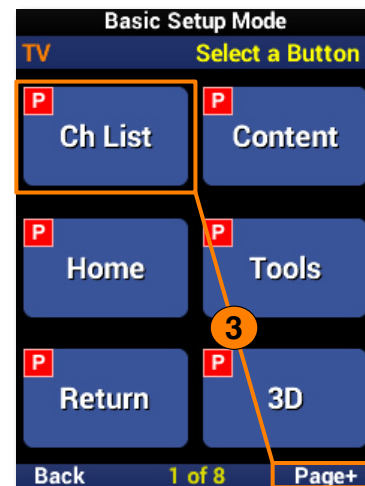 Basic Setup Mode
TV Select a Button
P P
Ch List Content
P P
Home Tools
3
P P
Return 3D
Back 1 of 8 Page+